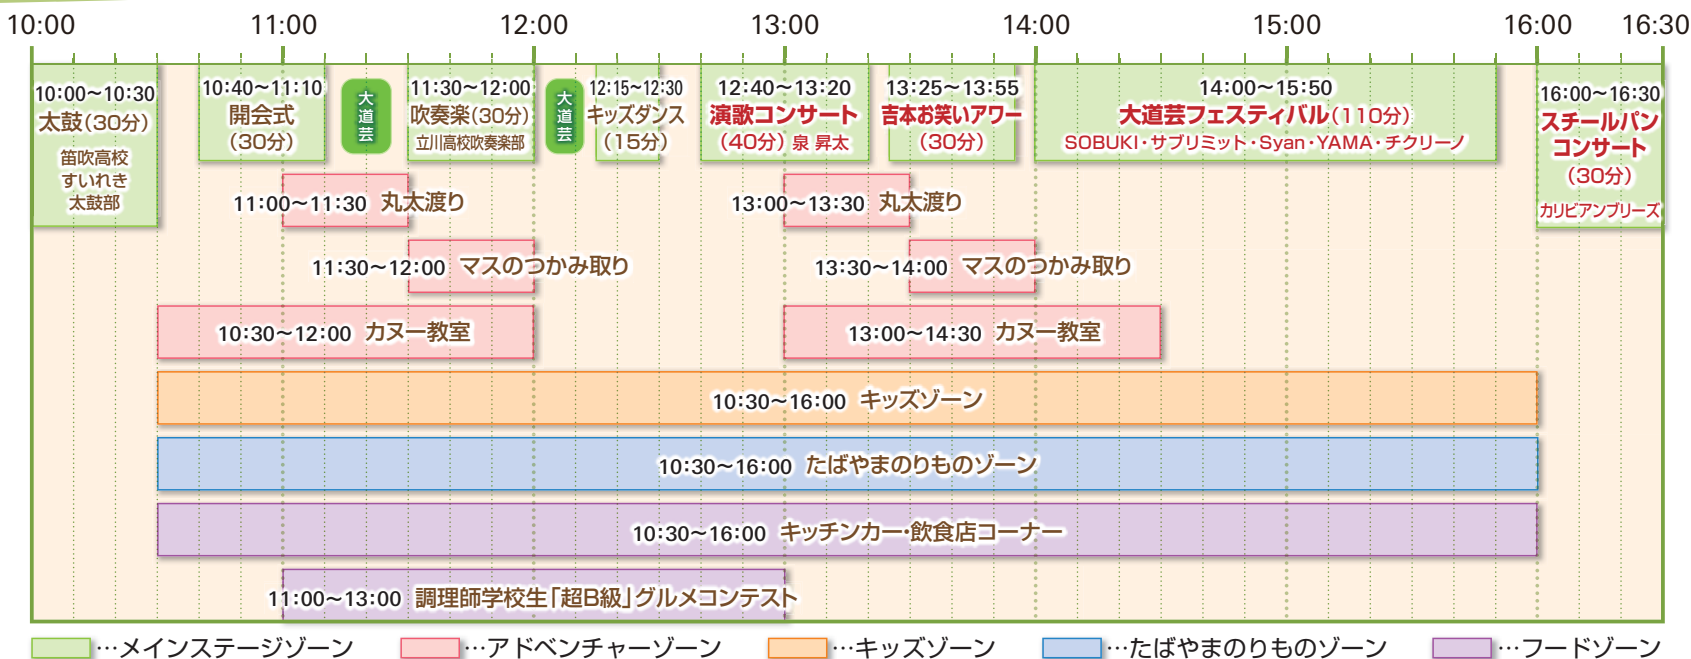 10:00 11:00 12:00 13:00 14:00 15:00 16:00 16:30
10:00~10:30
太鼓(30分)
笛吹高校
すいれき
太鼓部
10:40~11:10
開会式
(30分)
大道芸
11:30~12:00
吹奏楽(30分)
立川高校吹奏楽部
大道芸
12:15~12:30
キッズダンス
(15分)
12:40~13:20
演歌コンサート
(40分) 泉 昇太
13:25~13:55
吉本お笑いアワー
(30分)
14:00~15:50
大道芸フェスティバル(110分)
SOBUKI・サブリミット・Syan・YAMA・チクリーノ
16:00~16:30
スチールパン
コンサート
(30分)
カリビアンブリーズ
11:00~11:30 丸太渡り
13:00~13:30 丸太渡り
11:30~12:00 マスのつかみ取り
13:30~14:00 マスのつかみ取り
10:30~12:00 カヌー教室
13:00~14:30 カヌー教室
10:30~16:00 キッズゾーン
10:30~16:00 たばやまのりものゾーン
10:30~16:00 キッチンカー・飲食店コーナー
11:00~13:00 調理師学校生「超B級」グルメコンテスト
…メインステージゾーン …アドベンチャーゾーン …キッズゾーン …たばやまのりものゾーン …フードゾーン